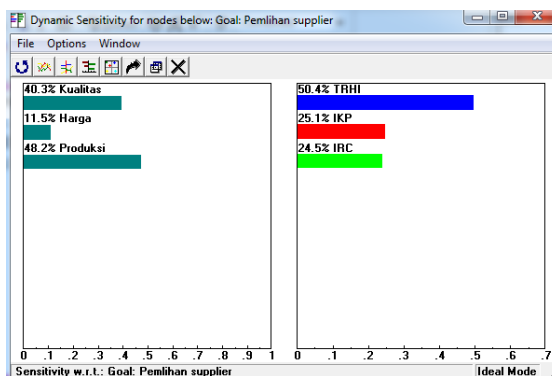 Dynamic Sensitivity for nodes below: Goal: Pemlihan supplier
File Options Window
40.3% Kualitas
11.5% Harga
48.2% Produksi
0 .1 .2 .3 .4 .5 .6 .7 .8 .9 1
50.4% TRHI
25.1% IKP
24.5% IRC
0 .1 .2 .3 .4 .5 .6 .7
Sensitivity w.r.t.: Goal: Pemlihan supplier
Ideal Mode